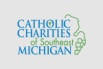 CATHOLIC
CHARITIES
of Southeast
MICHIGAN